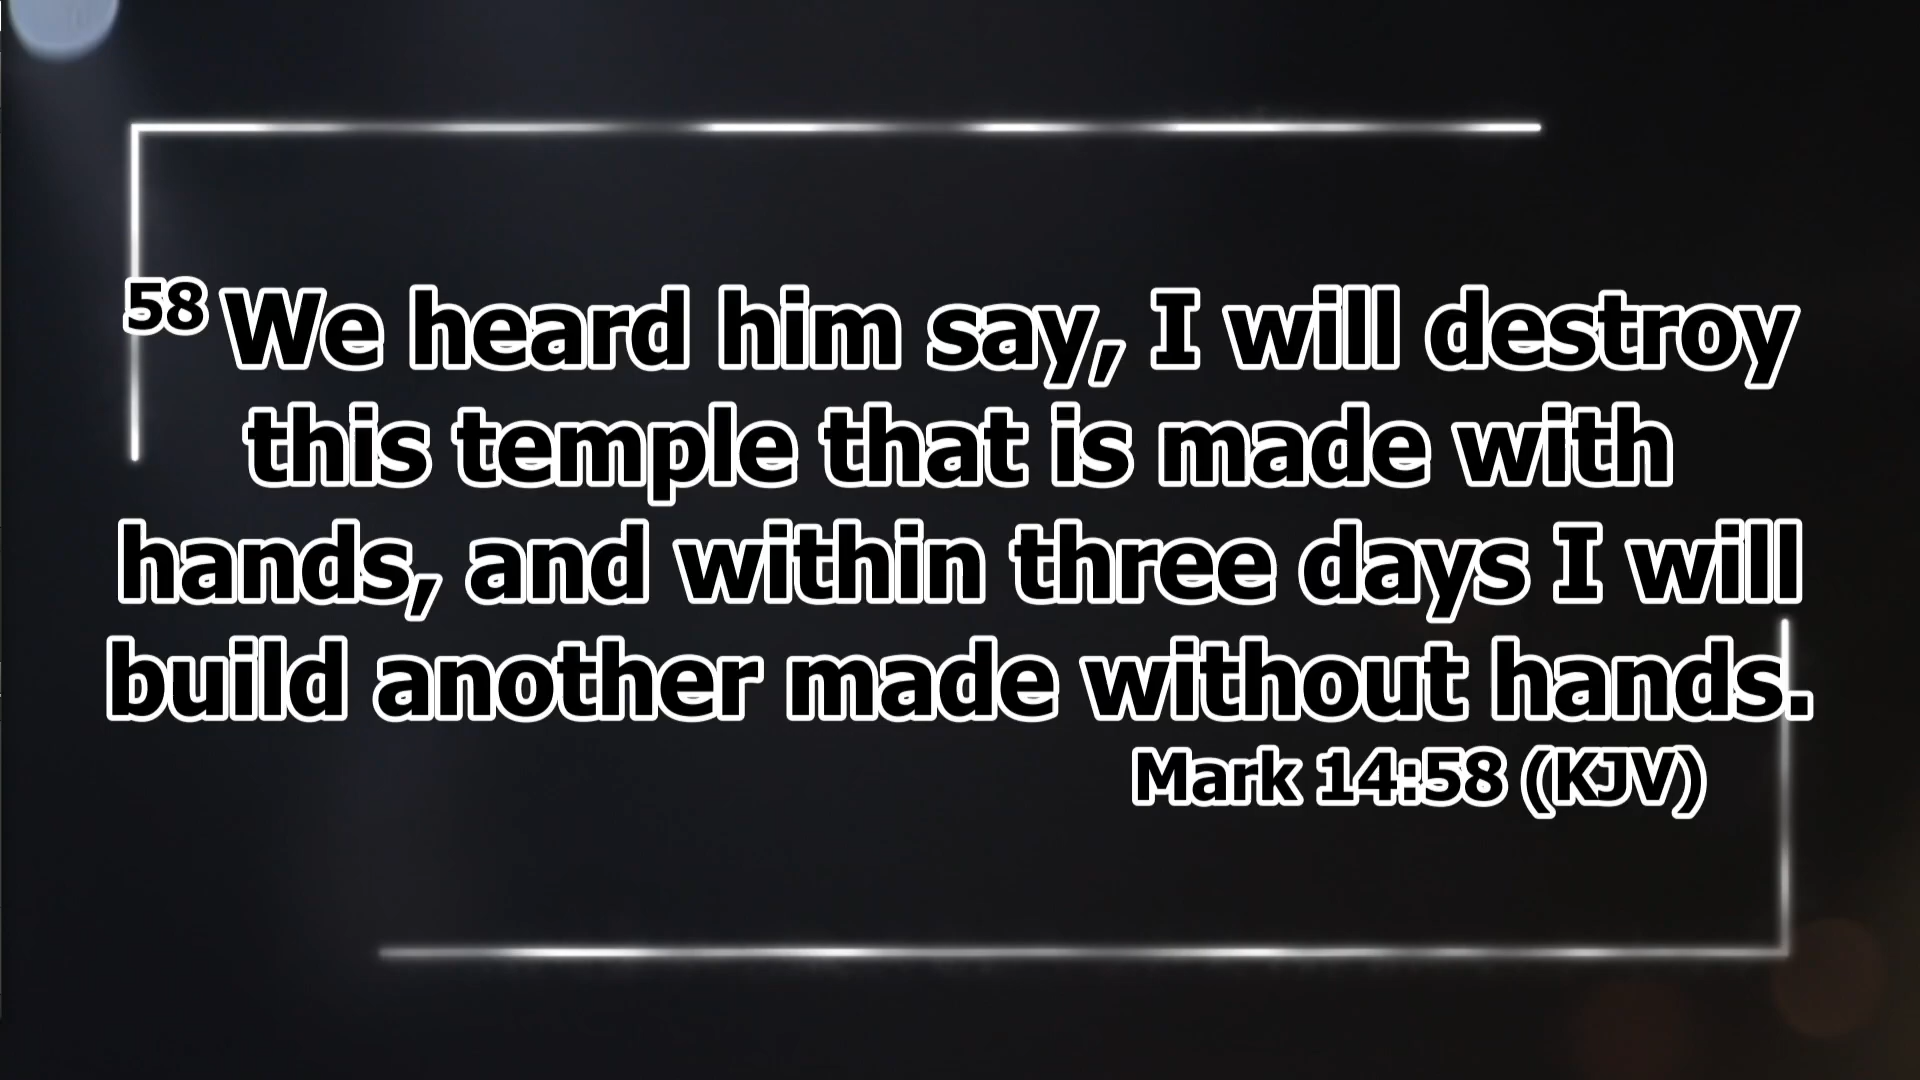 58 We heard him say, I will destroy
this temple that is made with
hands, and within three days I will
build another made without hands.
Mark 14:58 (KJV)